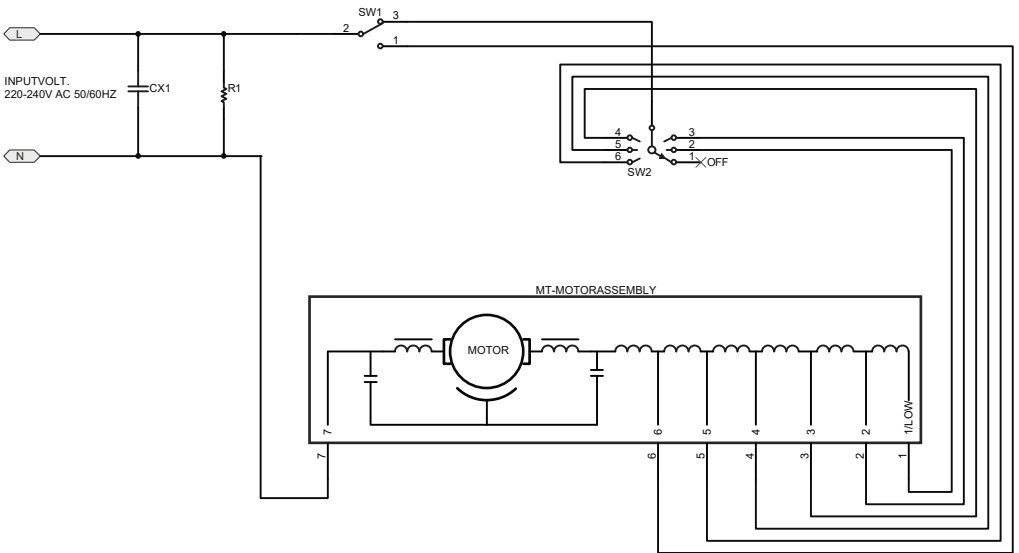 SW1
3
2
1
L
INPUTVOLT.
220-240V AC 50/60HZ
CX1
R1
N
4
5
6
3
2
1
OFF
SW2
MT-MOTORASSEMBLY
MOTOR
7
6
5
4
3
2
1/LOW
7
6
5
4
3
2
1